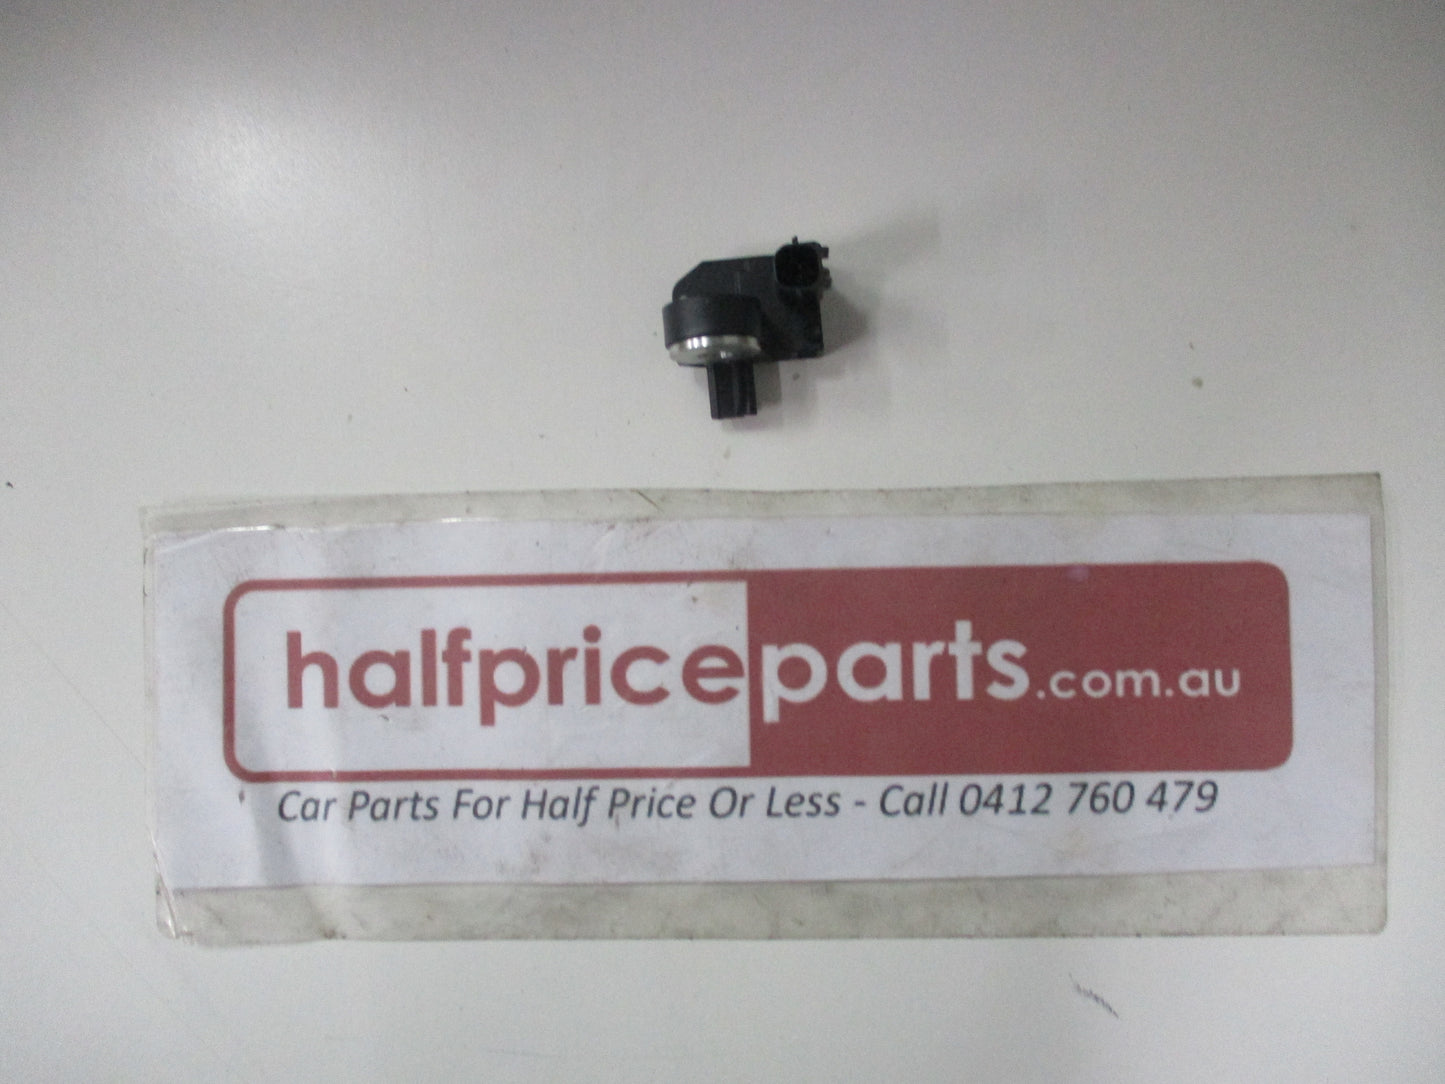 halfpriceparts.com.au
Car Parts For Half Price Or Less - Call 0412 760 479